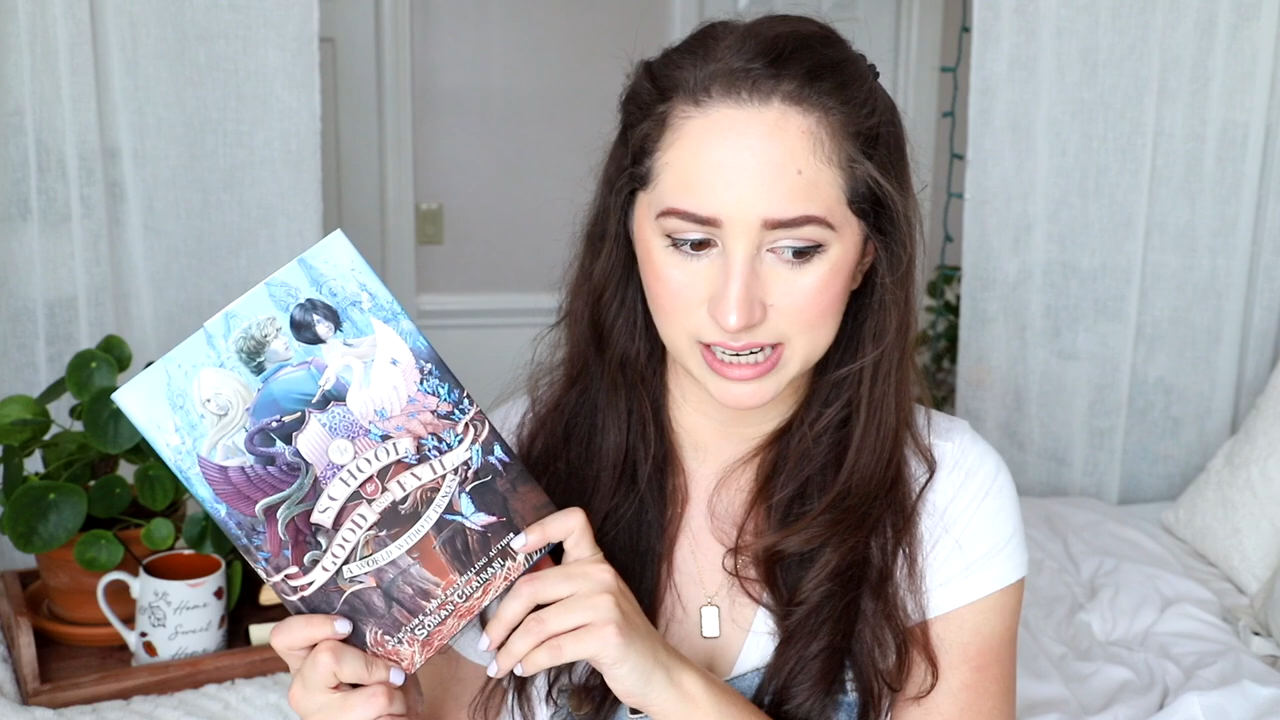 THE
SCHOOL
for
GOOD and EVIL
A WORLD WITHOUT PRINCES
NEW YORK TIMES BESTSELLING AUTHOR
SOMAN CHAINANI
Home
Sweet
Home